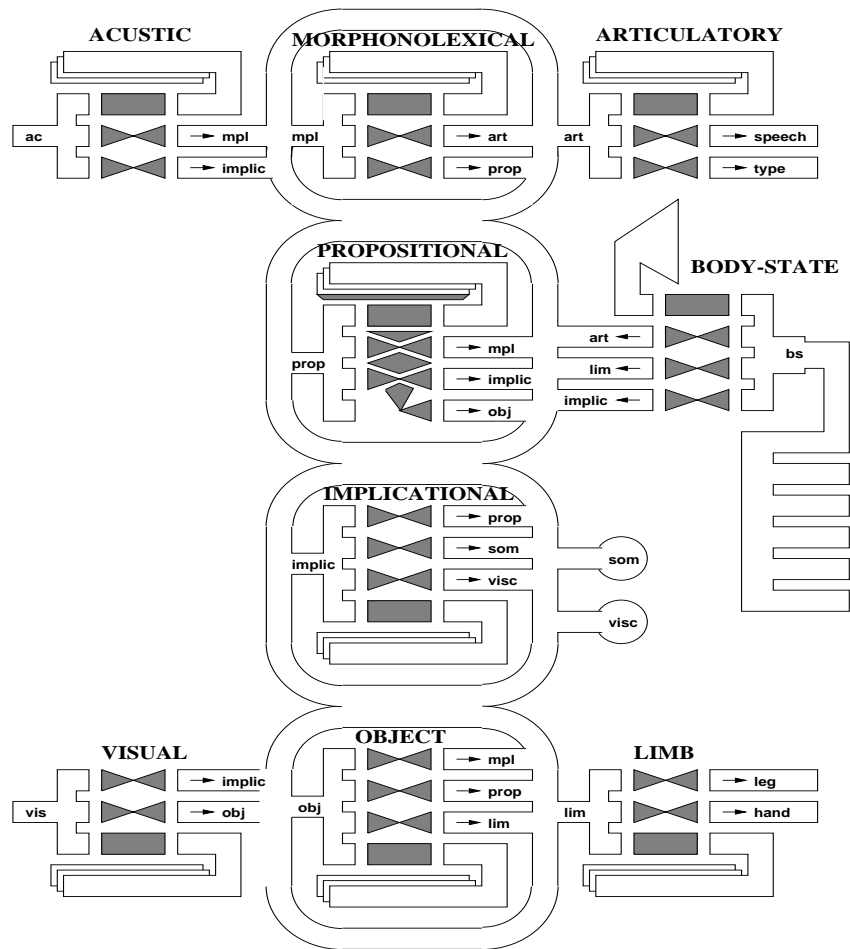 ACUSTIC
MORPHONOLEXICAL
ARTICULATORY
ac
mpl
implic
mpl
art
prop
art
speech
type
PROPOSITIONAL
BODY-STATE
prop
mpl
implic
obj
art
lim
implic
bs
IMPLICATIONAL
implic
prop
som
visc
som
visc
VISUAL
OBJECT
LIMB
vis
implic
obj
obj
mpl
prop
lim
lim
leg
hand